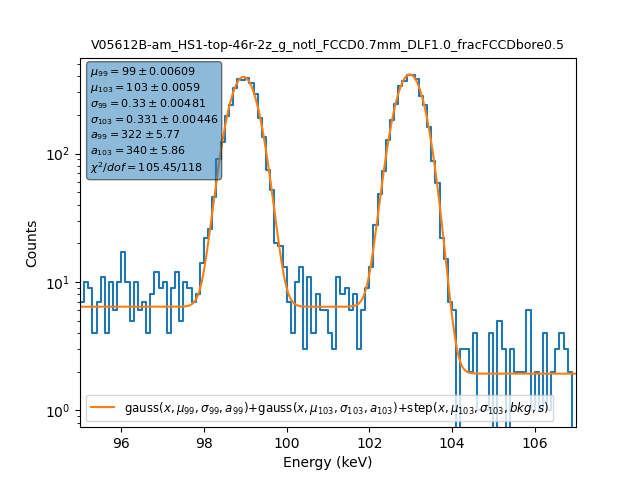 V05612B-am_HS1-top-46r-2z_g_notl_FCCD0.7mm_DLF1.0_fracFCCDbore0.5
μ₉₉ = 99 ± 0.00609
μ₁₀₃ = 103 ± 0.0059
σ₉₉ = 0.33 ± 0.00481
σ₁₀₃ = 0.331 ± 0.00446
a₉₉ = 322 ± 5.77
a₁₀₃ = 340 ± 5.86
χ²/dof = 105.45/118
10²
10¹
10⁰
Counts
gauss(x, μ₉₉, σ₉₉, a₉₉)+gauss(x, μ₁₀₃, σ₁₀₃, a₁₀₃)+step(x, μ₁₀₃, σ₁₀₃, bkg, s)
96 98 100 102 104 106
Energy (keV)